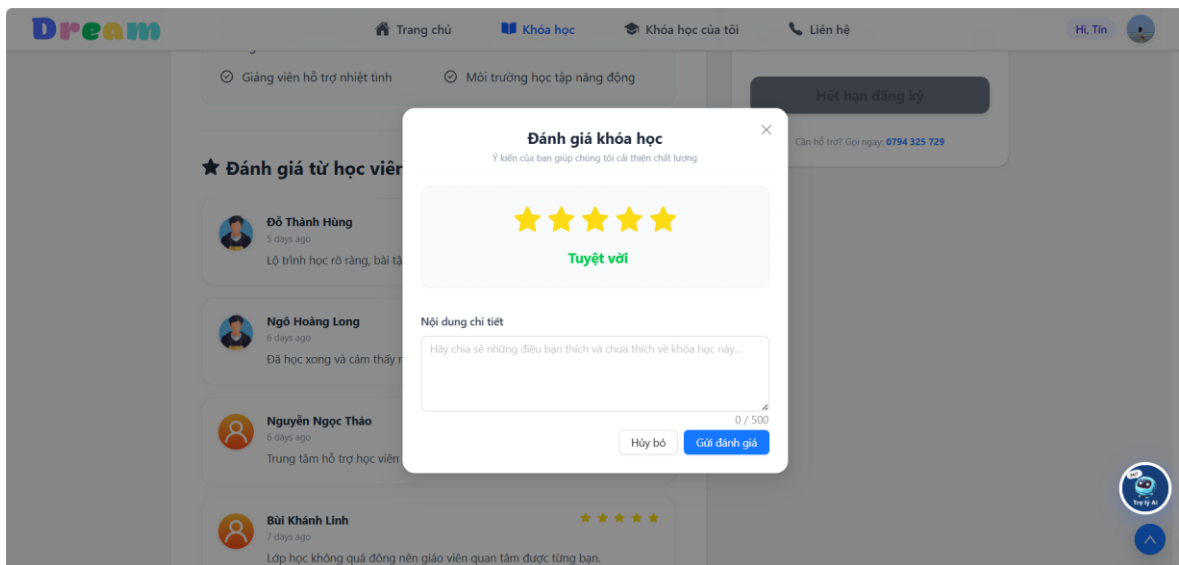 Dream
Trang chủ
Khóa học
Khóa học của tôi
Liên hệ
Hi, Tín
Giảng viên hỗ trợ nhiệt tình
Môi trường học tập năng động
Hết hạn đăng ký
Cần hỗ trợ? Gọi ngay: 0794 325 729
Đánh giá từ học viên
Đánh giá khóa học
Ý kiến của bạn giúp chúng tôi cải thiện chất lượng
Tuyệt vời
Nội dung chi tiết
Hãy chia sẻ những điều bạn thích và chưa thích về khóa học này...
0 / 500
Hủy bỏ
Gửi đánh giá
Đỗ Thành Hùng
5 days ago
Lộ trình học rõ ràng, bài tậ
Ngô Hoàng Long
6 days ago
Đã học xong và cảm thấy r
Nguyễn Ngọc Thảo
6 days ago
Trung tâm hỗ trợ học viên
Bùi Khánh Linh
7 days ago
Lớp học không quá đông nên giáo viên quan tâm được từng bạn.
Trợ lý AI